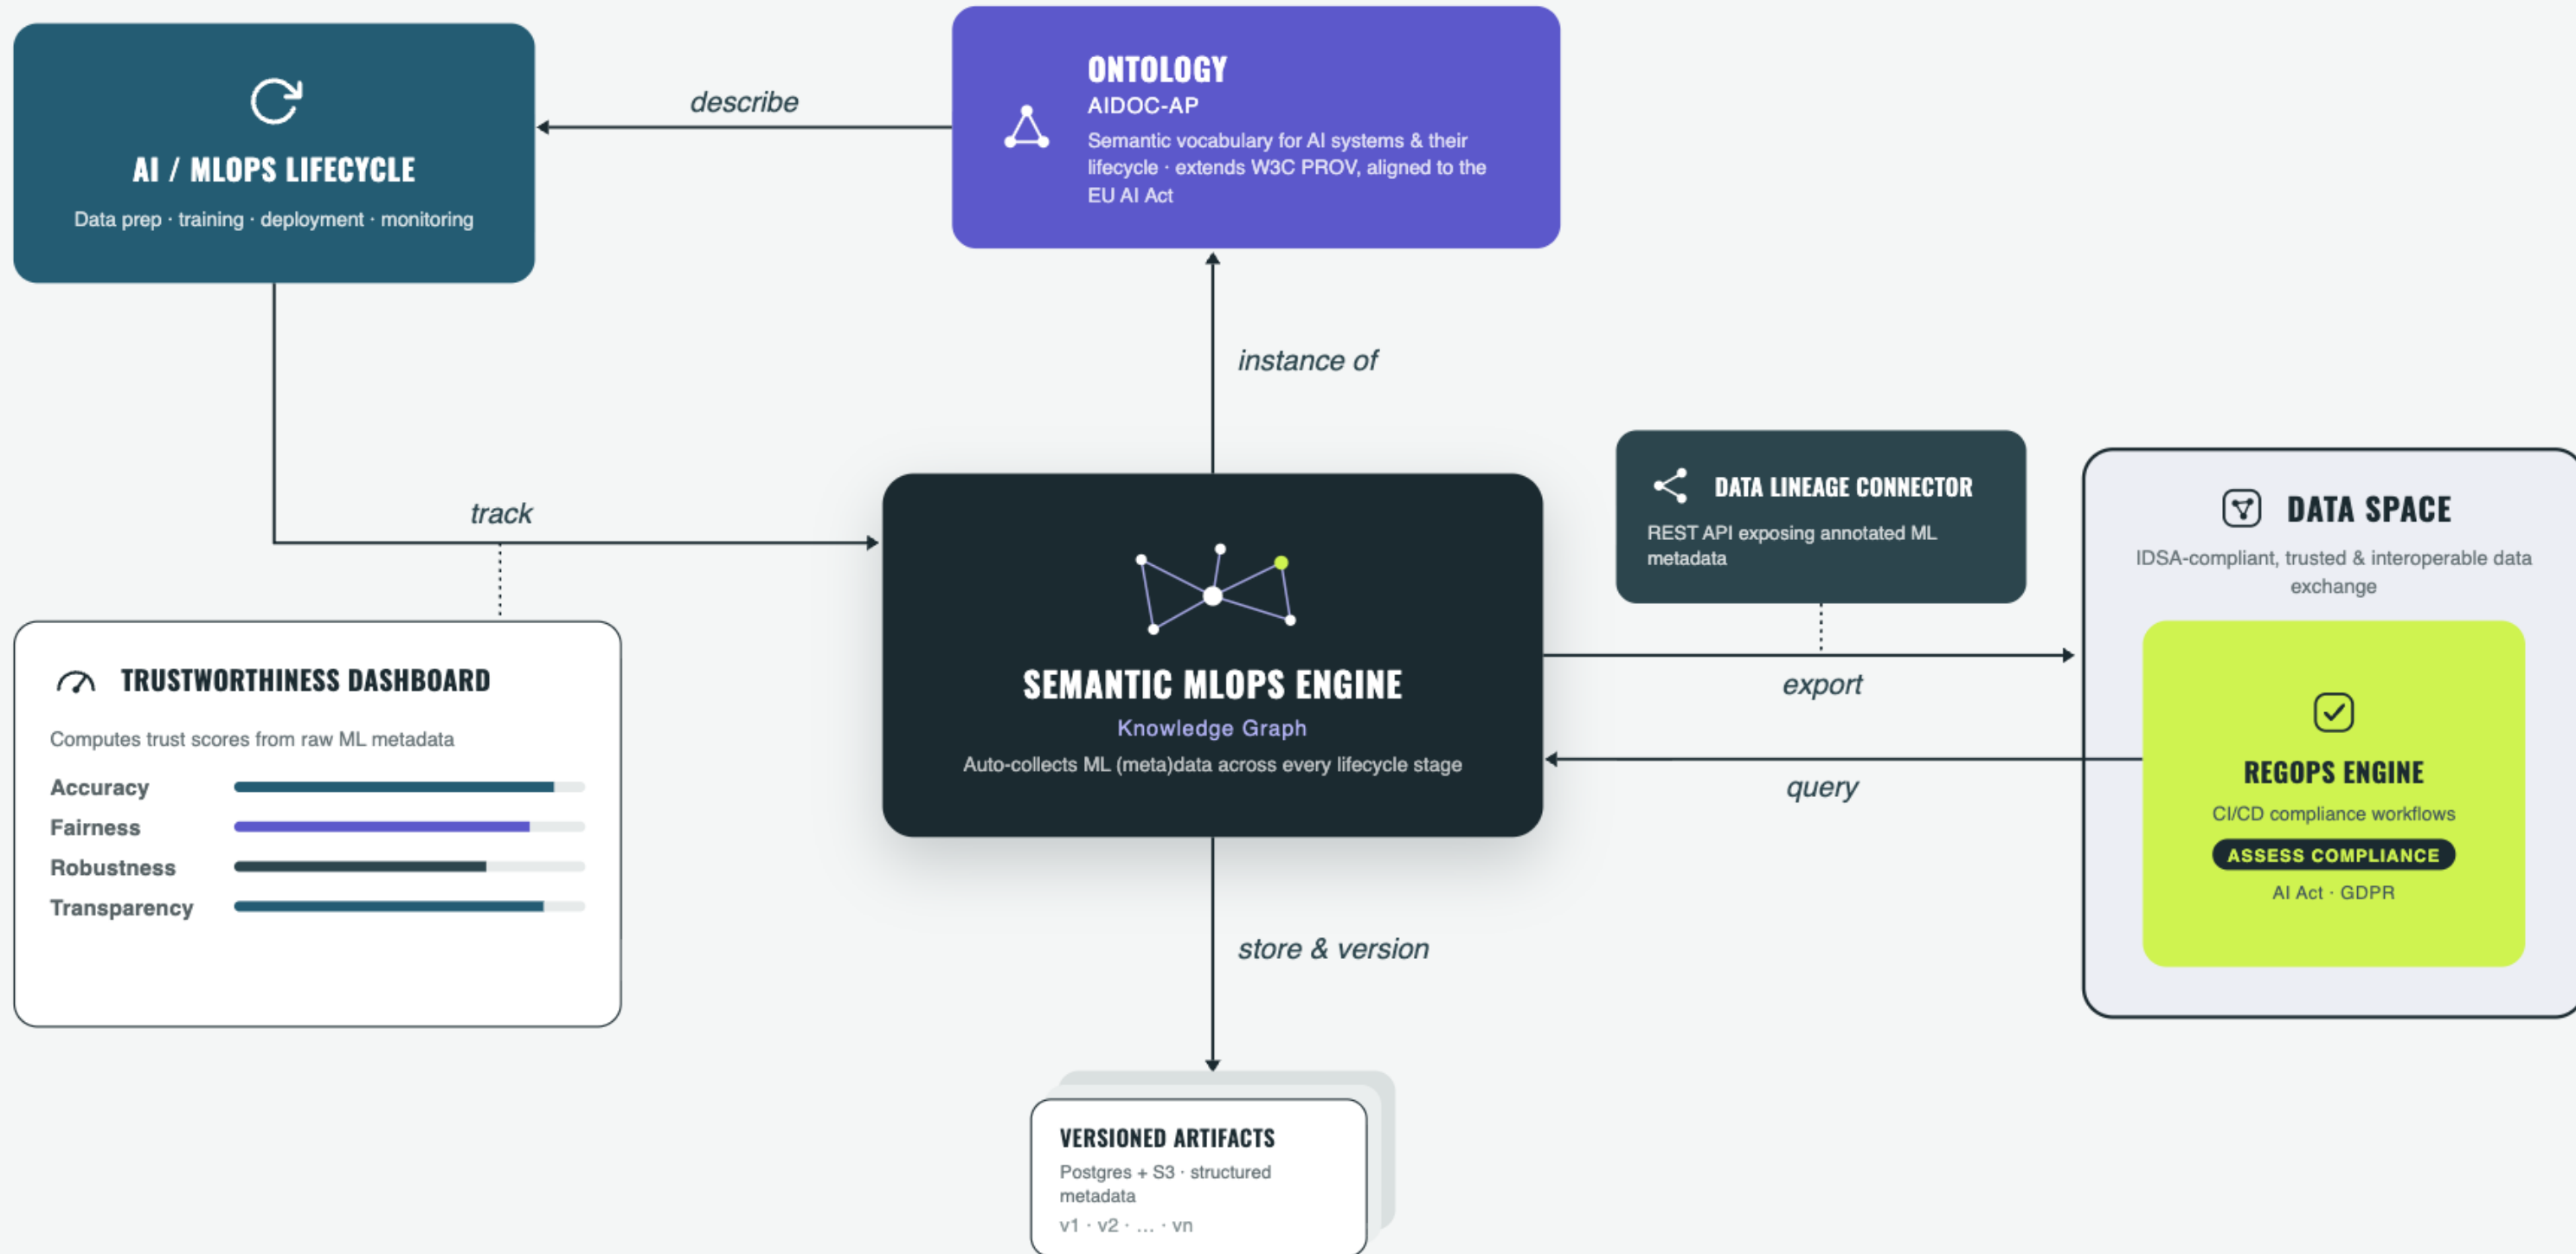 AI / MLOPS LIFECYCLE
Data prep · training · deployment · monitoring
describe
ONTOLOGY
AIDOC-AP
Semantic vocabulary for AI systems & their
lifecycle · extends W3C PROV, aligned to the
EU AI Act
instance of
track
TRUSTWORTHINESS DASHBOARD
Computes trust scores from raw ML metadata
Accuracy
Fairness
Robustness
Transparency
SEMANTIC MLOPS ENGINE
Knowledge Graph
Auto-collects ML (meta)data across every lifecycle stage
DATA LINEAGE CONNECTOR
REST API exposing annotated ML
metadata
export
query
DATA SPACE
IDSA-compliant, trusted & interoperable data
exchange
REGOPS ENGINE
CI/CD compliance workflows
ASSESS COMPLIANCE
AI Act · GDPR
store & version
VERSIONED ARTIFACTS
Postgres + S3 · structured
metadata
v1 · v2 · … · vn